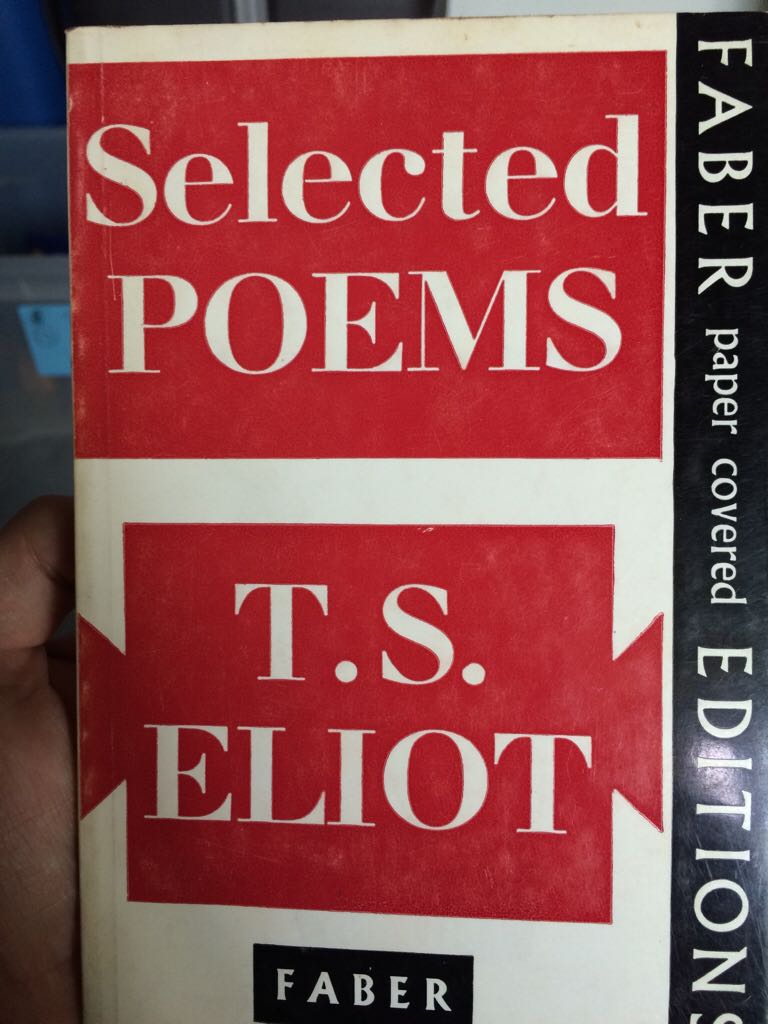 Selected
POEMS
T.S.
ELIOT
FABER
FABER paper covered EDITIONS